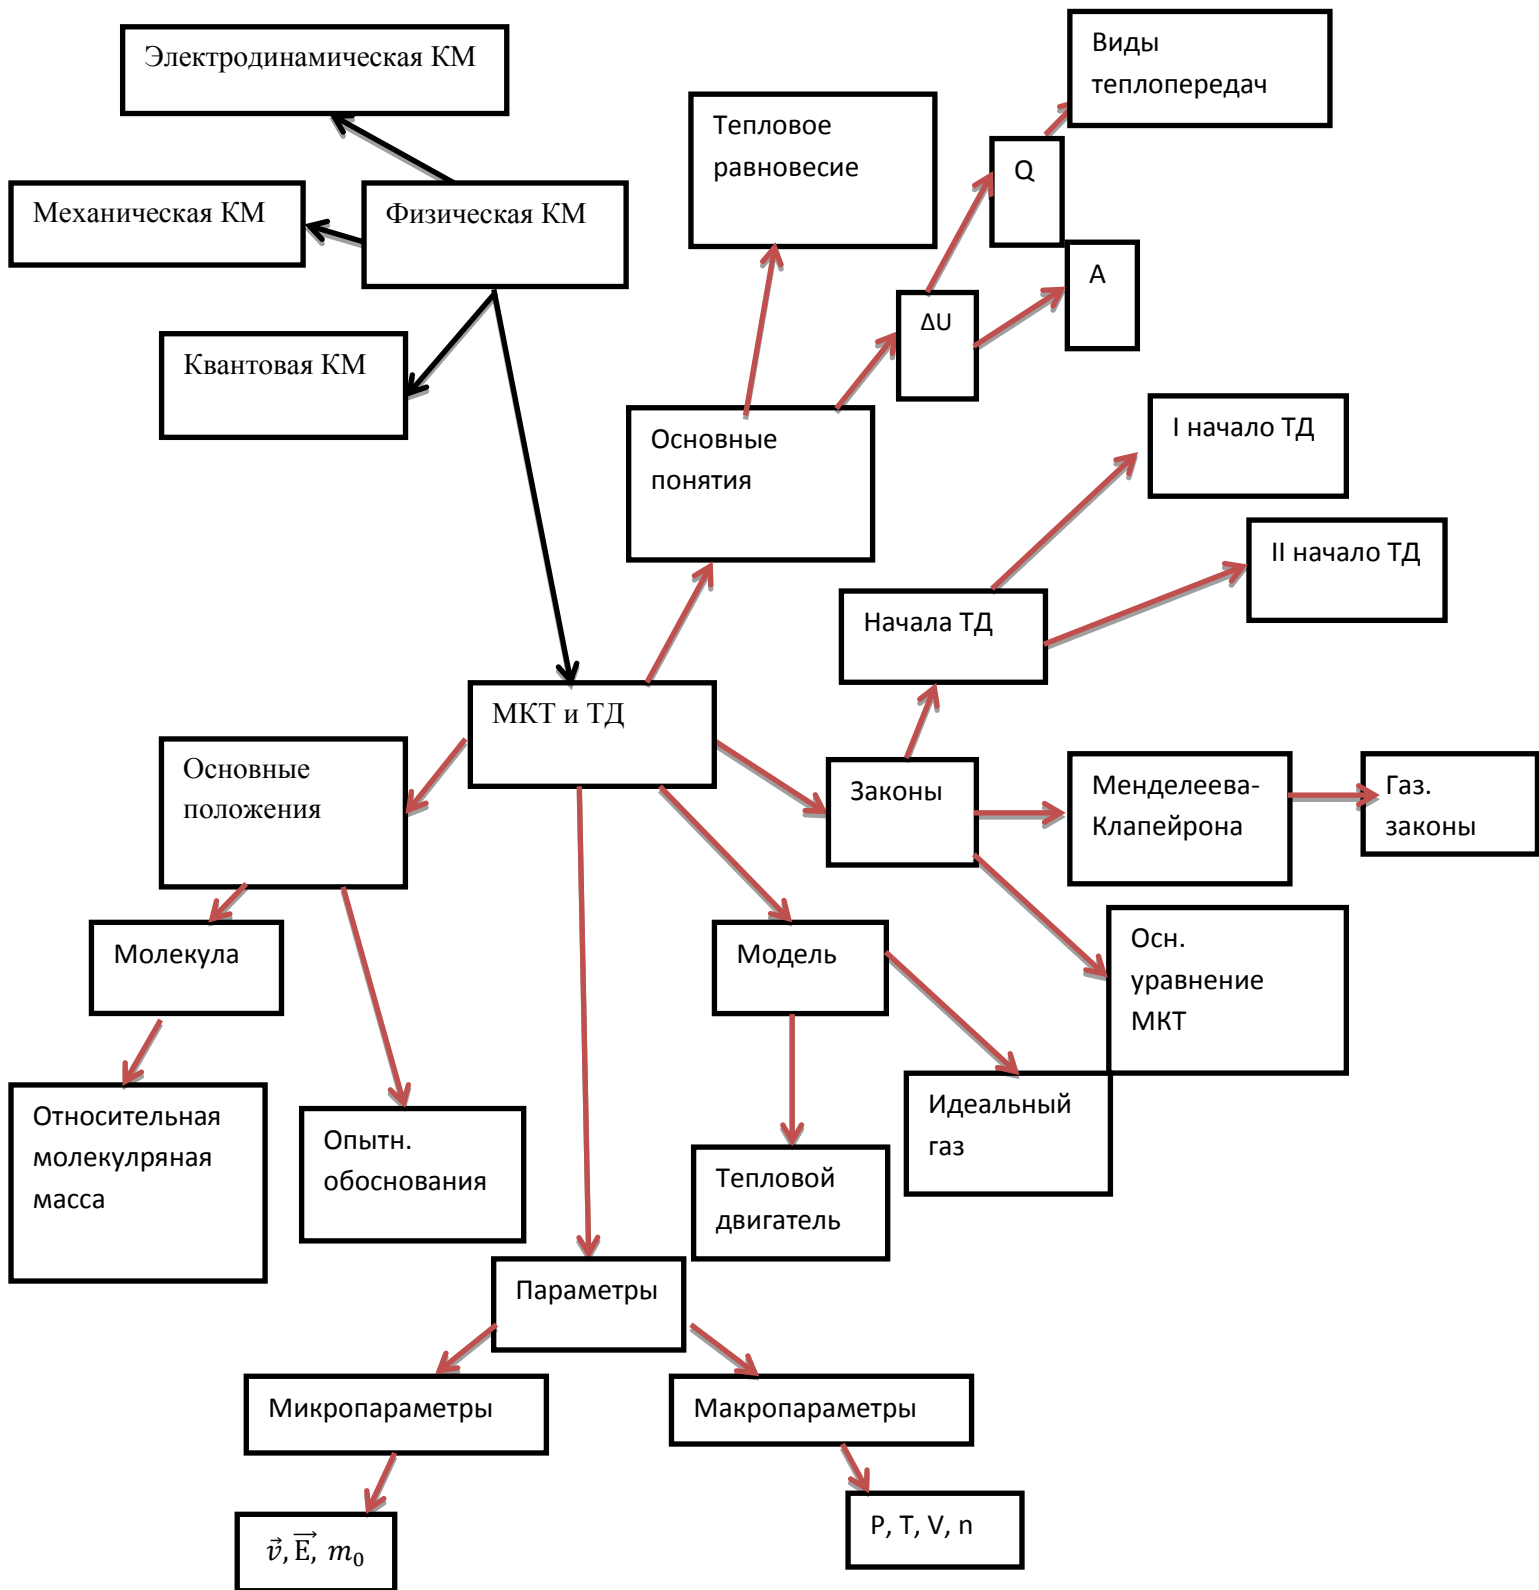 Электродинамическая КМ
Виды
теплопередач
Тепловое
равновесие
Q
Механическая КМ
Физическая КМ
A
ΔU
Квантовая КМ
I начало ТД
Основные
понятия
II начало ТД
Начала ТД
МКТ и ТД
Основные
положения
Законы
Менделеева-
Клапейрона
Газ.
законы
Молекула
Модель
Осн.
уравнение
МКТ
Относительная
молекулряная
масса
Опытн.
обоснования
Идеальный
газ
Тепловой
двигатель
Параметры
Микропараметры
Макропараметры
P, T, V, n
v⃗, E⃗, m₀